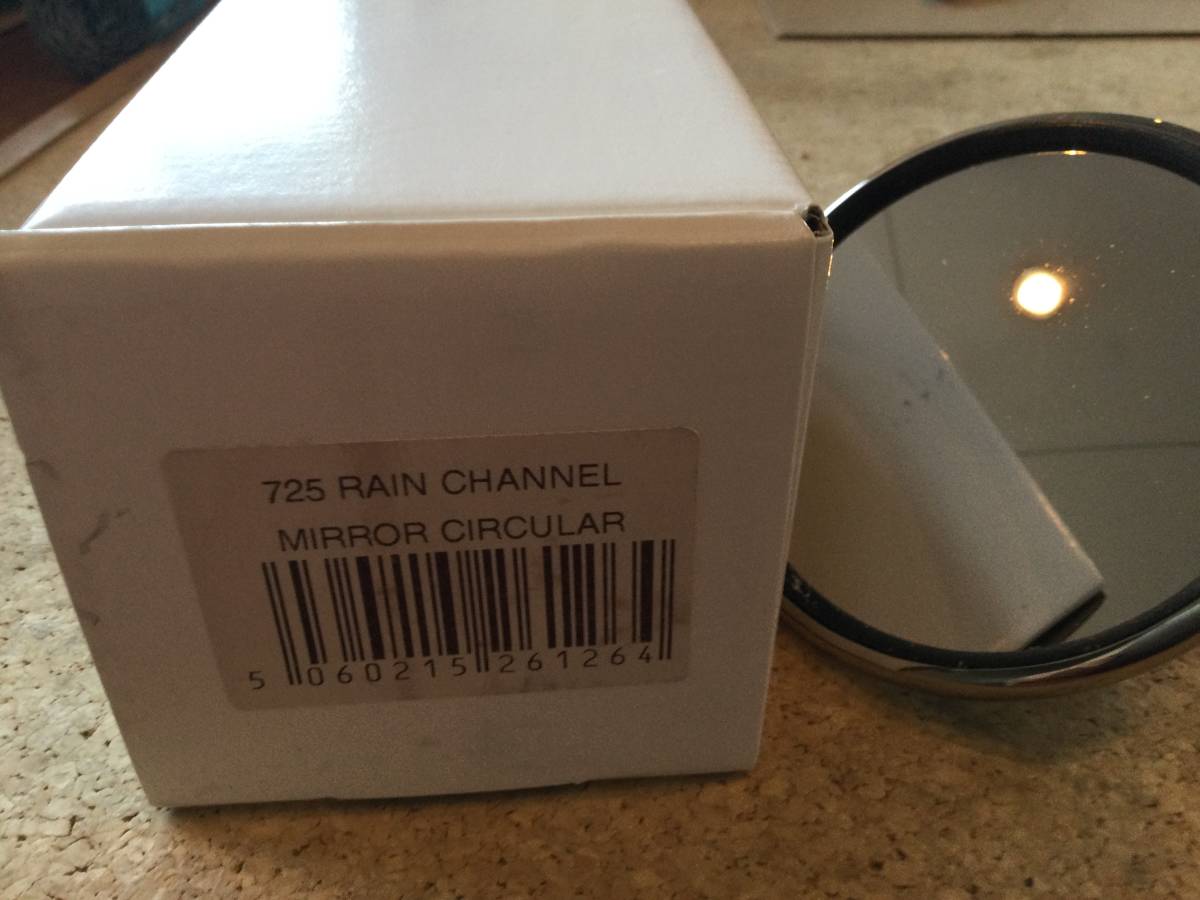 725 RAIN CHANNEL
MIRROR CIRCULAR
5 060215 261264